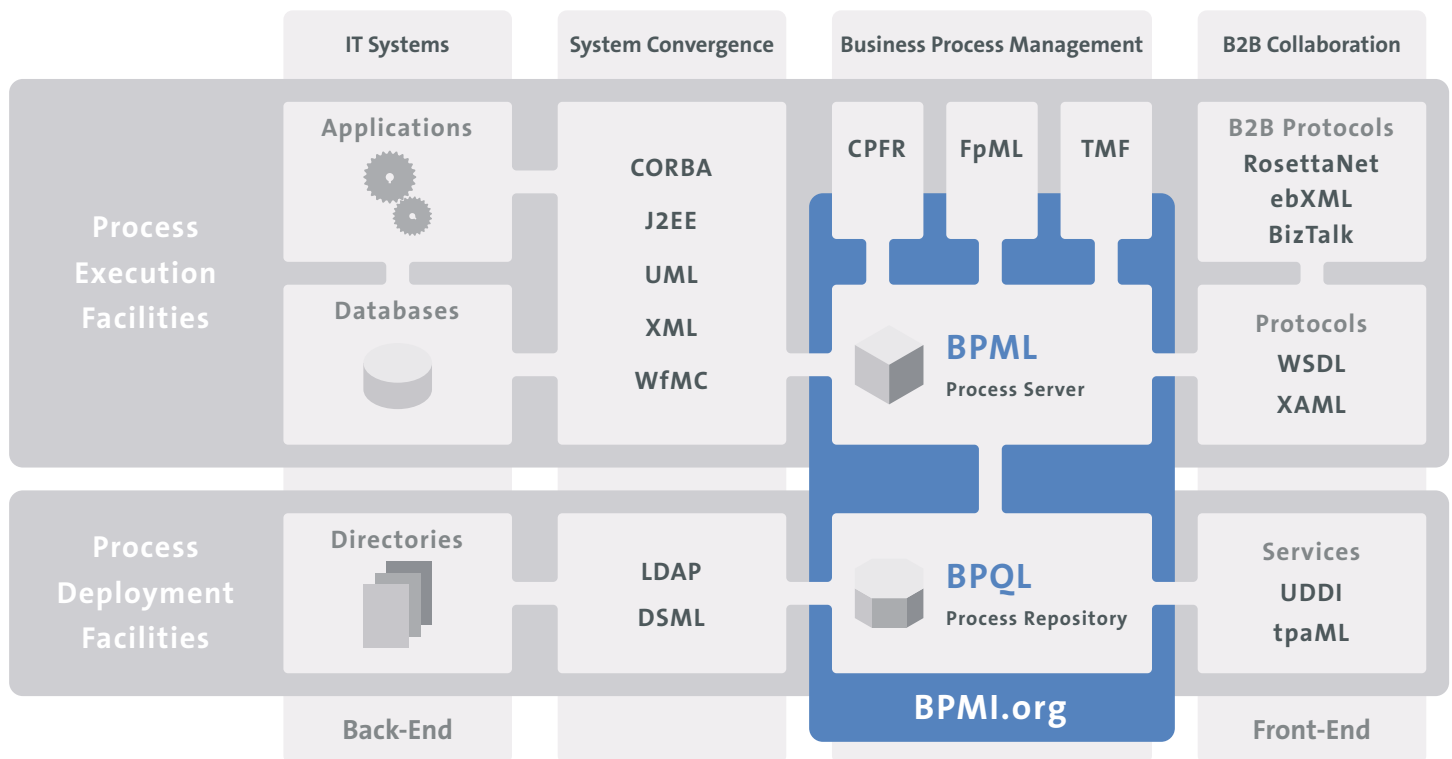 IT Systems
System Convergence
Business Process Management
B2B Collaboration
Process
Execution
Facilities
Applications
Databases
CORBA
J2EE
UML
XML
WfMC
CPFR
FpML
TMF
BPML
Process Server
B2B Protocols
RosettaNet
ebXML
BizTalk
Protocols
WSDL
XAML
Process
Deployment
Facilities
Directories
LDAP
DSML
BPQL
Process Repository
Services
UDDI
tpaML
Back-End
BPMI.org
Front-End